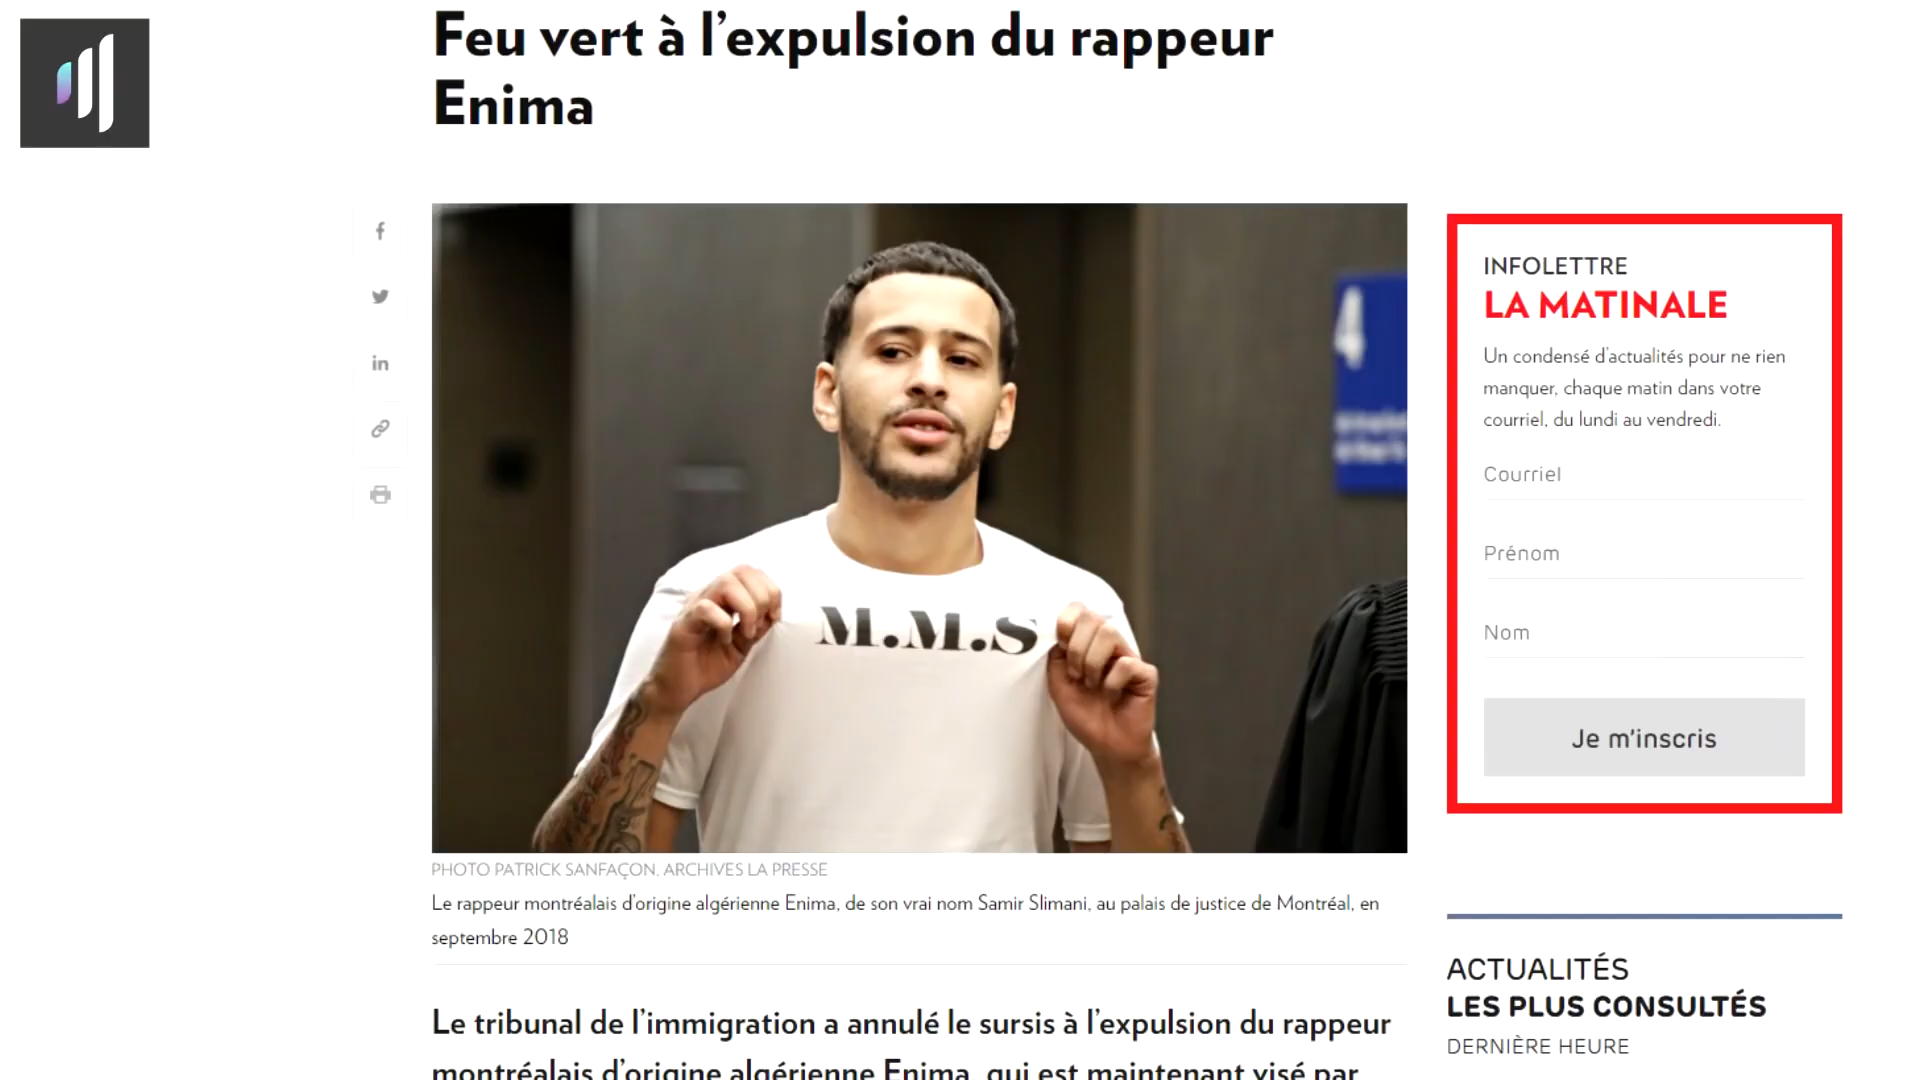 Feu vert à l'expulsion du rappeur
Enima
4
M.M.S
PHOTO PATRICK SANFAÇON, ARCHIVES LA PRESSE
Le rappeur montréalais d'origine algérienne Enima, de son vrai nom Samir Slimani, au palais de justice de Montréal, en
septembre 2018
Le tribunal de l'immigration a annulé le sursis à l'expulsion du rappeur
montréalais d'origine algérienne Enima, qui est maintenant visé par
INFOLETTRE
LA MATINALE
Un condensé d'actualités pour ne rien
manquer, chaque matin dans votre
courriel, du lundi au vendredi.
Courriel
Prénom
Nom
Je m'inscris
ACTUALITÉS
LES PLUS CONSULTÉS
DERNIÈRE HEURE